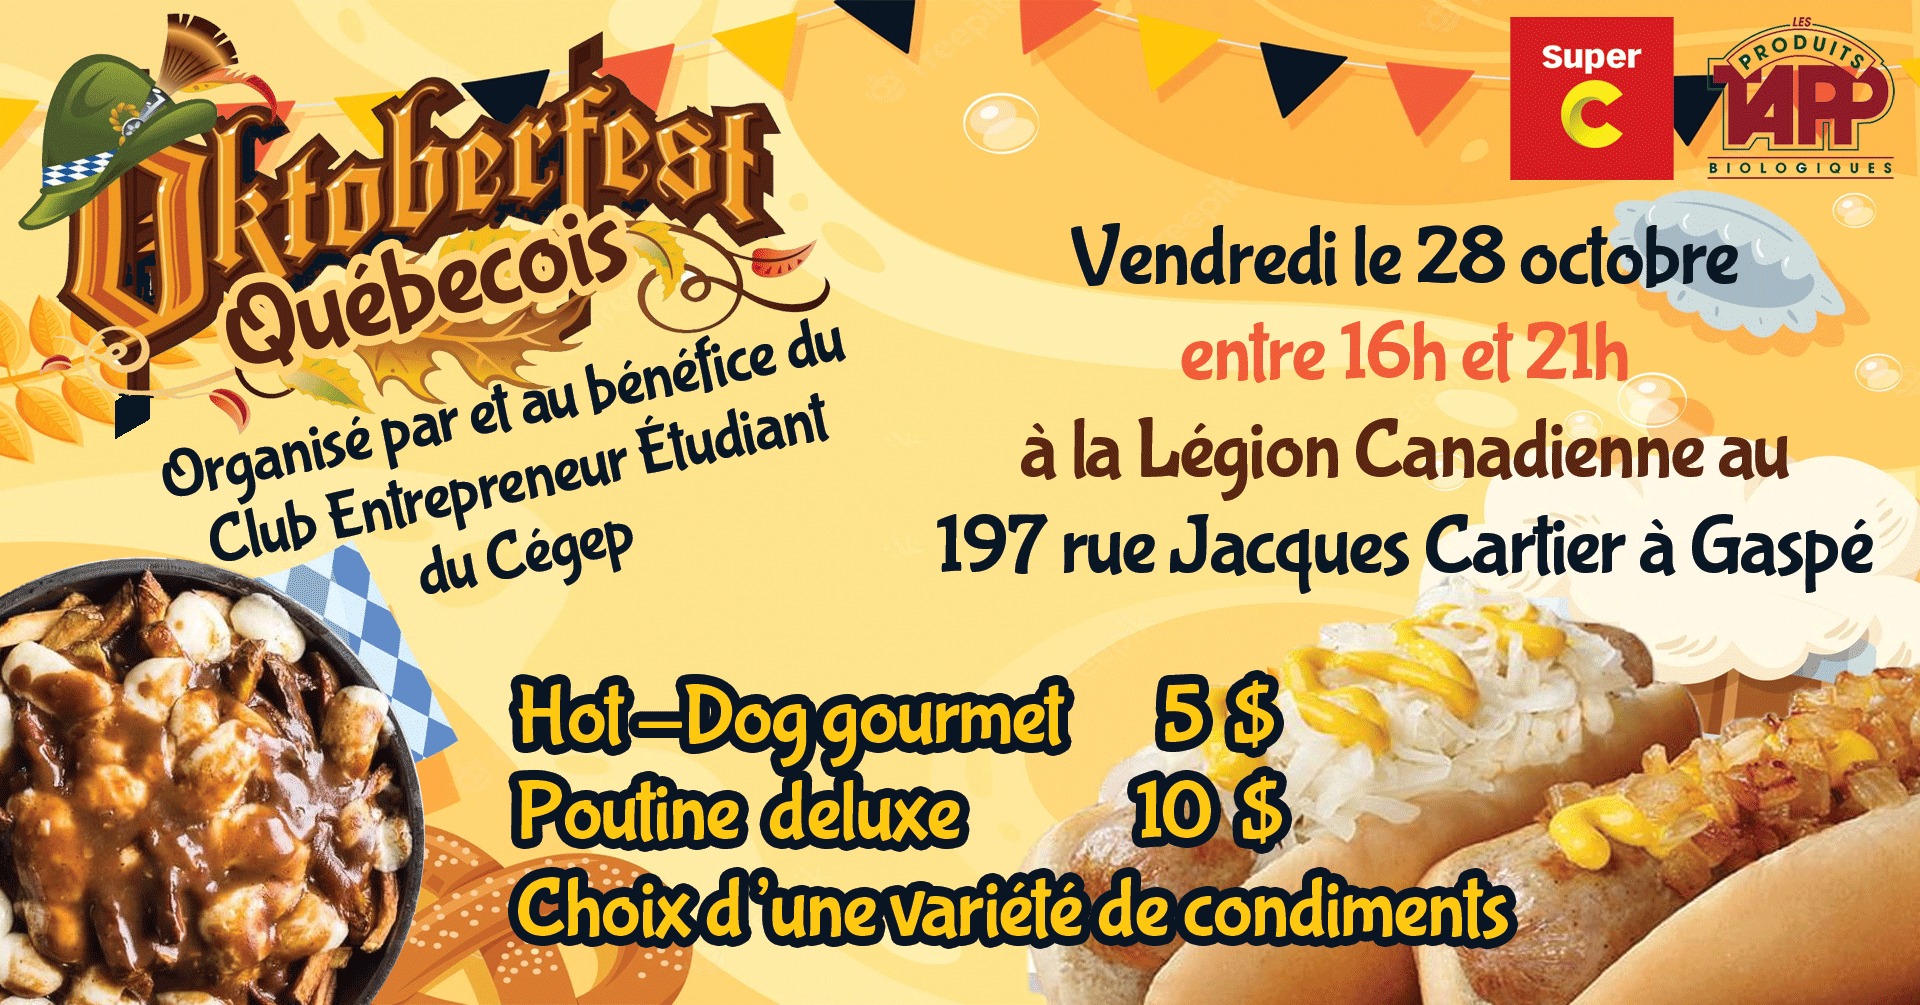 Oktoberfest
Québecois
Organisé par et au bénéfice du
Club Entrepreneur Étudiant
du Cégep
Super
C
LES
PRODUITS
TAPP
BIOLOGIQUES
Vendredi le 28 octobre
entre 16h et 21h
à la Légion Canadienne au
197 rue Jacques Cartier à Gaspé
Hot-Dog gourmet 5 $
Poutine deluxe 10 $
Choix d'une variété de condiments